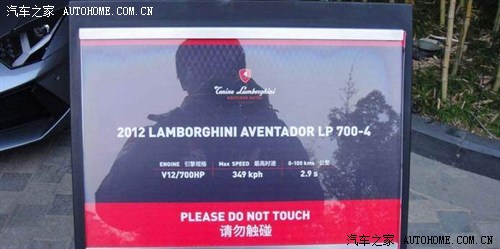 汽车之家 AUTOHOME.COM.CN
Tonino Lamborghini
2012 LAMBORGHINI AVENTADOR LP 700-4
ENGINE 引擎规格 Max SPEED 最高时速 0-100 kms
V12/700HP 349 kph 2.9 s
PLEASE DO NOT TOUCH
请勿触碰
汽车之家 AUTOHOME.COM.CN